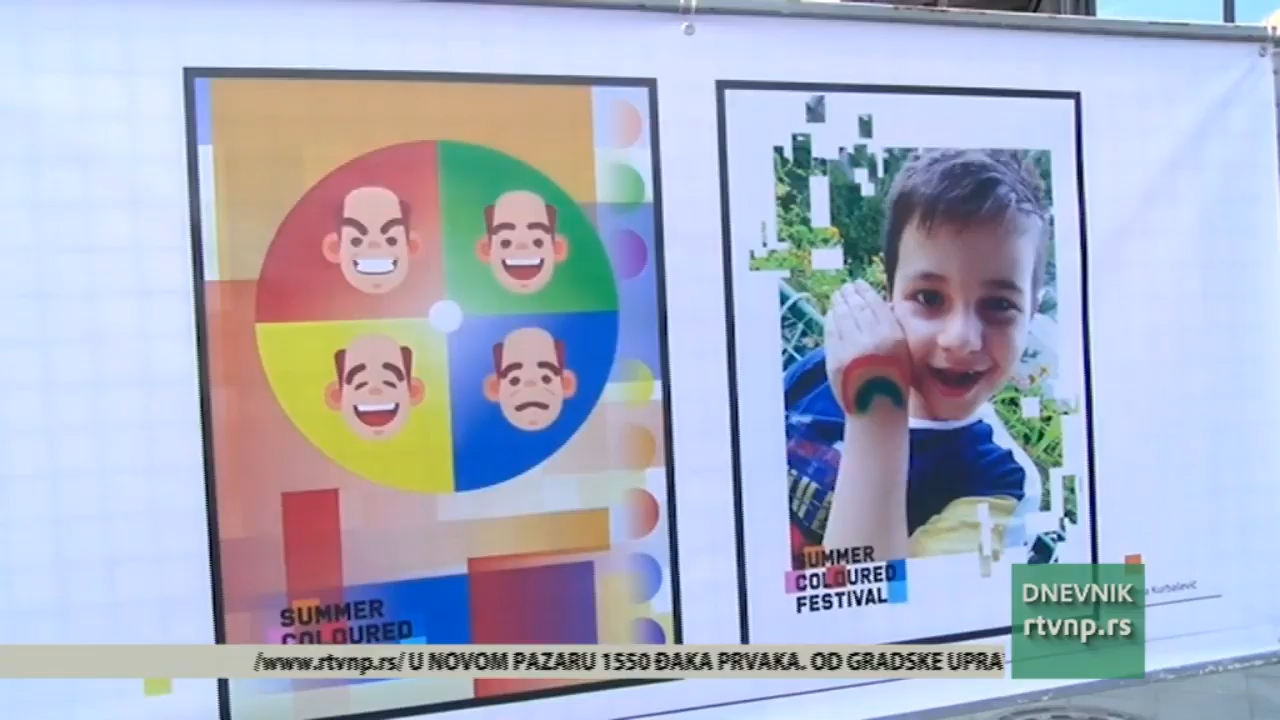 SUMMER
COLOURED
SUMMER
COLOURED
FESTIVAL
Kurbalević
DNEVNIK
rtvnp.rs
/www.rtvnp.rs/ U NOVOM PAZARU 1550 ĐAKA PRVAKA. OD GRADSKE UPRA